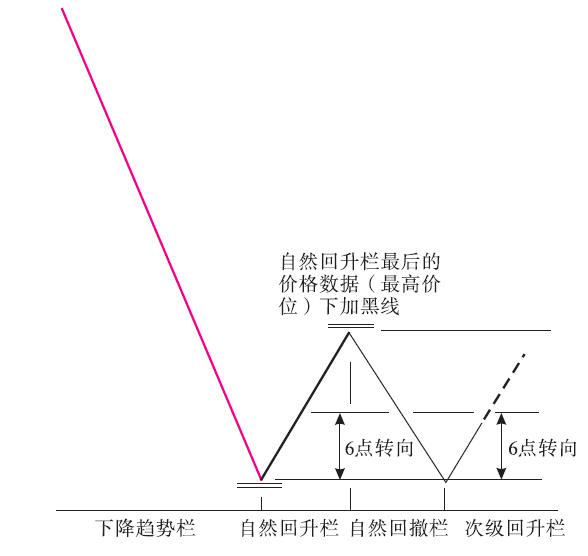 自然回升栏最后的
价格数据（最高价
位）下加黑线
6点转向
6点转向
下降趋势栏
自然回升栏
自然回撤栏
次级回升栏